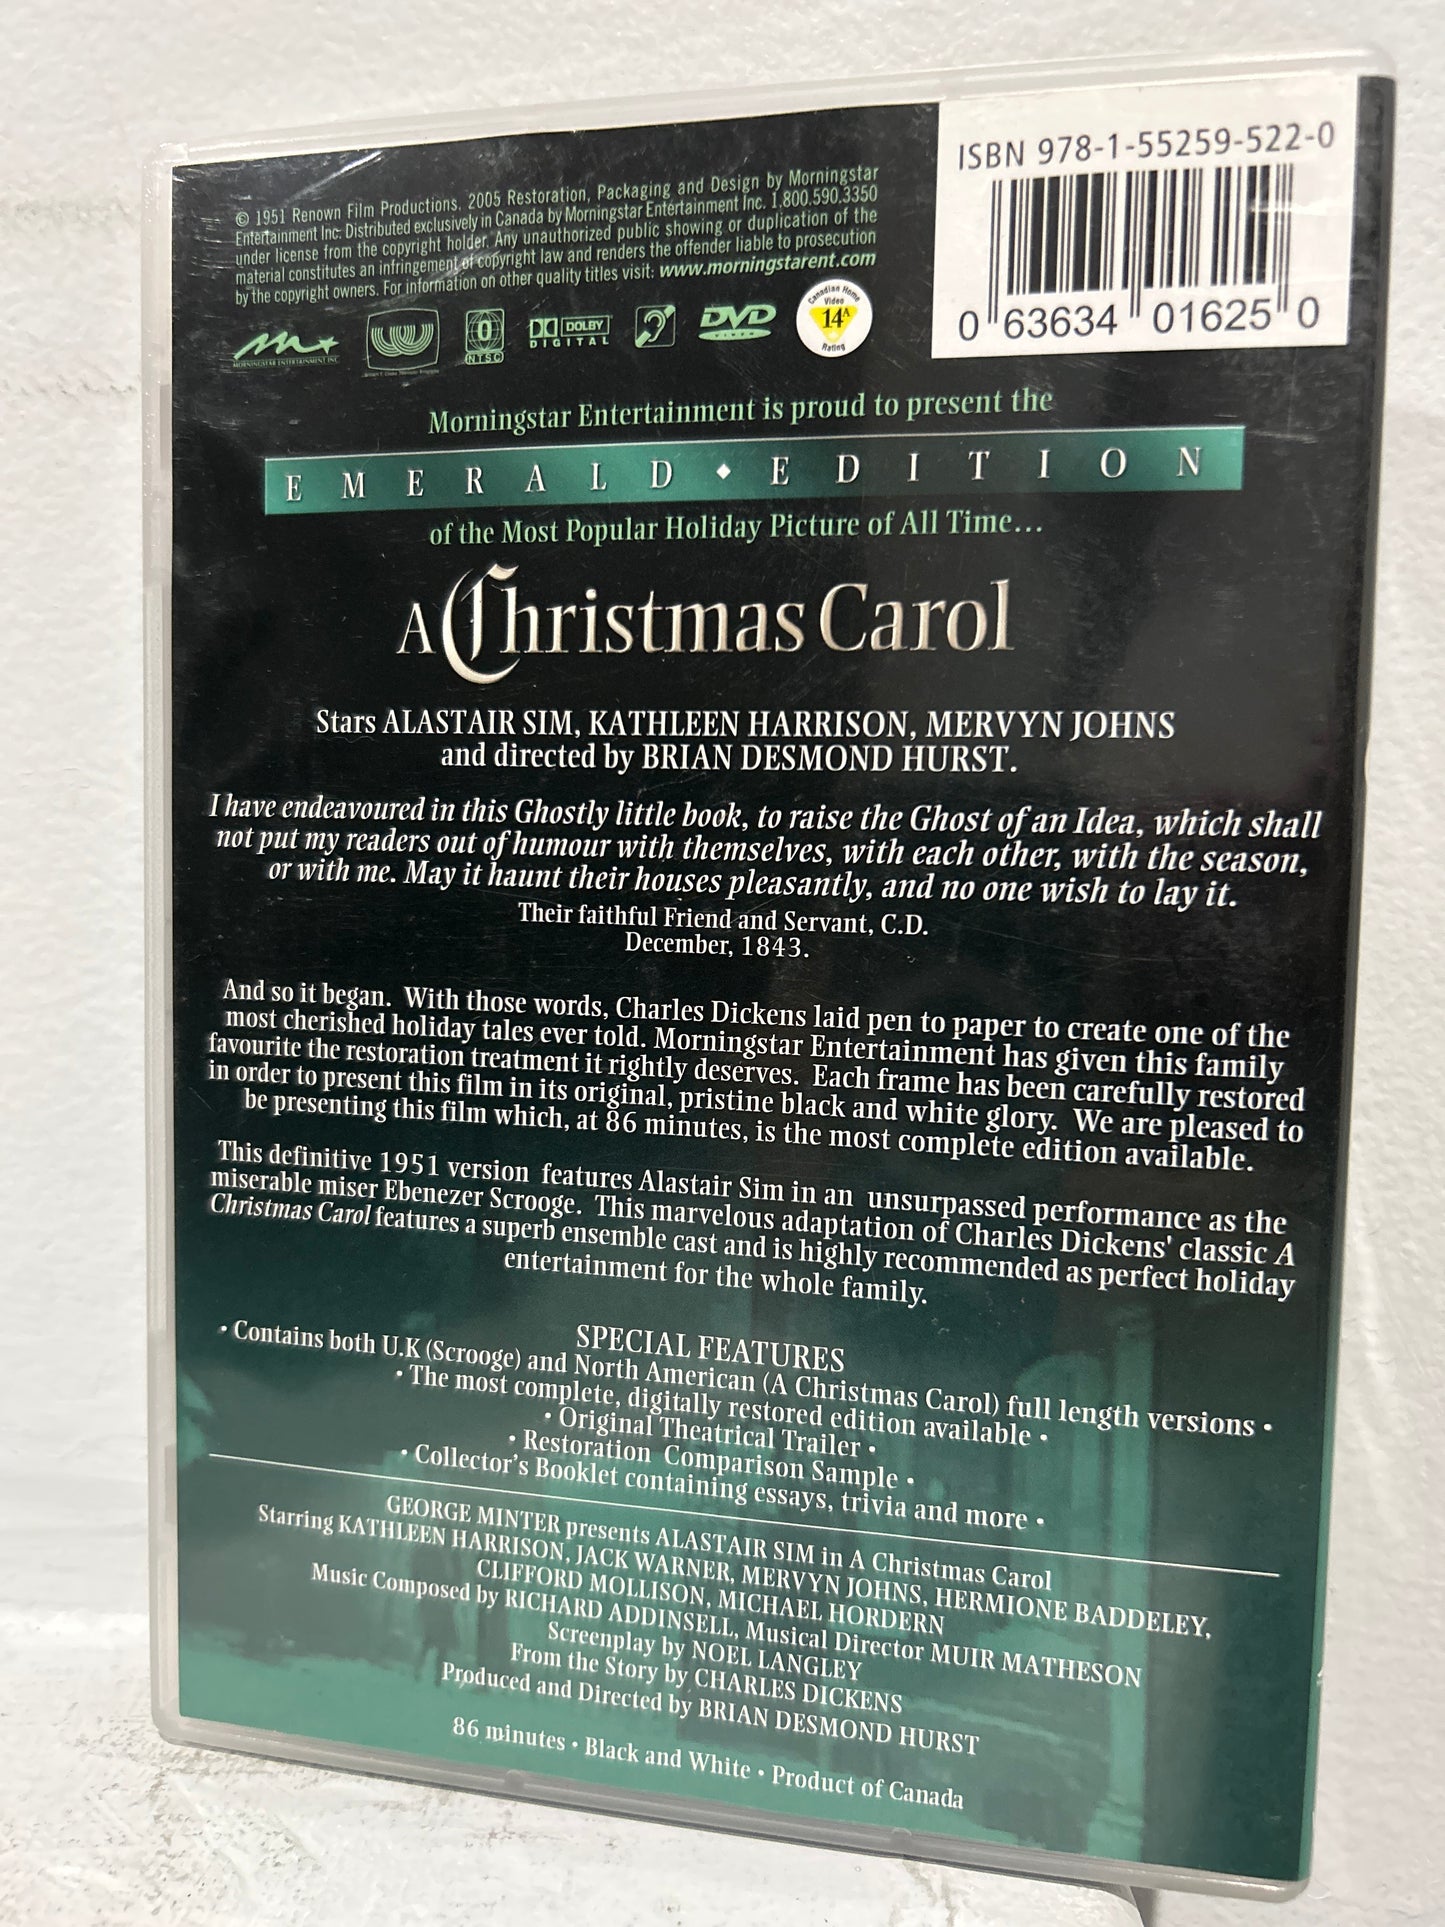 ISBN 978-1-55259-522-0
0 63634 01625 0
© 1951 Renown Film Productions. 2005 Restoration, Packaging and Design by Morningstar
Entertainment Inc. Distributed exclusively in Canada by Morningstar Entertainment Inc. 1.800.590.3350
under license from the copyright holder. Any unauthorized public showing or duplication of the
material constitutes an infringement of copyright law and renders the offender liable to prosecution
by the copyright owners. For information on other quality titles visit: www.morningstarent.com
MORNINGSTAR ENTERTAINMENT INC.
0
NTSC
DOLBY
DIGITAL
DVD
VIDEO
Canadian Home
Video
14A
Rating
Morningstar Entertainment is proud to present the
EMERALD ◆ EDITION
of the Most Popular Holiday Picture of All Time...
A Christmas Carol
Stars ALASTAIR SIM, KATHLEEN HARRISON, MERVYN JOHNS
and directed by BRIAN DESMOND HURST.
I have endeavoured in this Ghostly little book, to raise the Ghost of an Idea, which shall
not put my readers out of humour with themselves, with each other, with the season,
or with me. May it haunt their houses pleasantly, and no one wish to lay it.
Their faithful Friend and Servant, C.D.
December, 1843.
And so it began. With those words, Charles Dickens laid pen to paper to create one of the
most cherished holiday tales ever told. Morningstar Entertainment has given this family
favourite the restoration treatment it rightly deserves. Each frame has been carefully restored
in order to present this film in its original, pristine black and white glory. We are pleased to
be presenting this film which, at 86 minutes, is the most complete edition available.
This definitive 1951 version features Alastair Sim in an unsurpassed performance as the
miserable miser Ebenezer Scrooge. This marvelous adaptation of Charles Dickens' classic A
Christmas Carol features a superb ensemble cast and is highly recommended as perfect holiday
entertainment for the whole family.
SPECIAL FEATURES
• Contains both U.K (Scrooge) and North American (A Christmas Carol) full length versions •
• The most complete, digitally restored edition available •
• Original Theatrical Trailer •
• Restoration Comparison Sample •
• Collector's Booklet containing essays, trivia and more •
GEORGE MINTER presents ALASTAIR SIM in A Christmas Carol
Starring KATHLEEN HARRISON, JACK WARNER, MERVYN JOHNS, HERMIONE BADDELEY,
CLIFFORD MOLLISON, MICHAEL HORDERN
Music Composed by RICHARD ADDINSELL, Musical Director MUIR MATHESON
Screenplay by NOEL LANGLEY
From the Story by CHARLES DICKENS
Produced and Directed by BRIAN DESMOND HURST
86 minutes • Black and White • Product of Canada